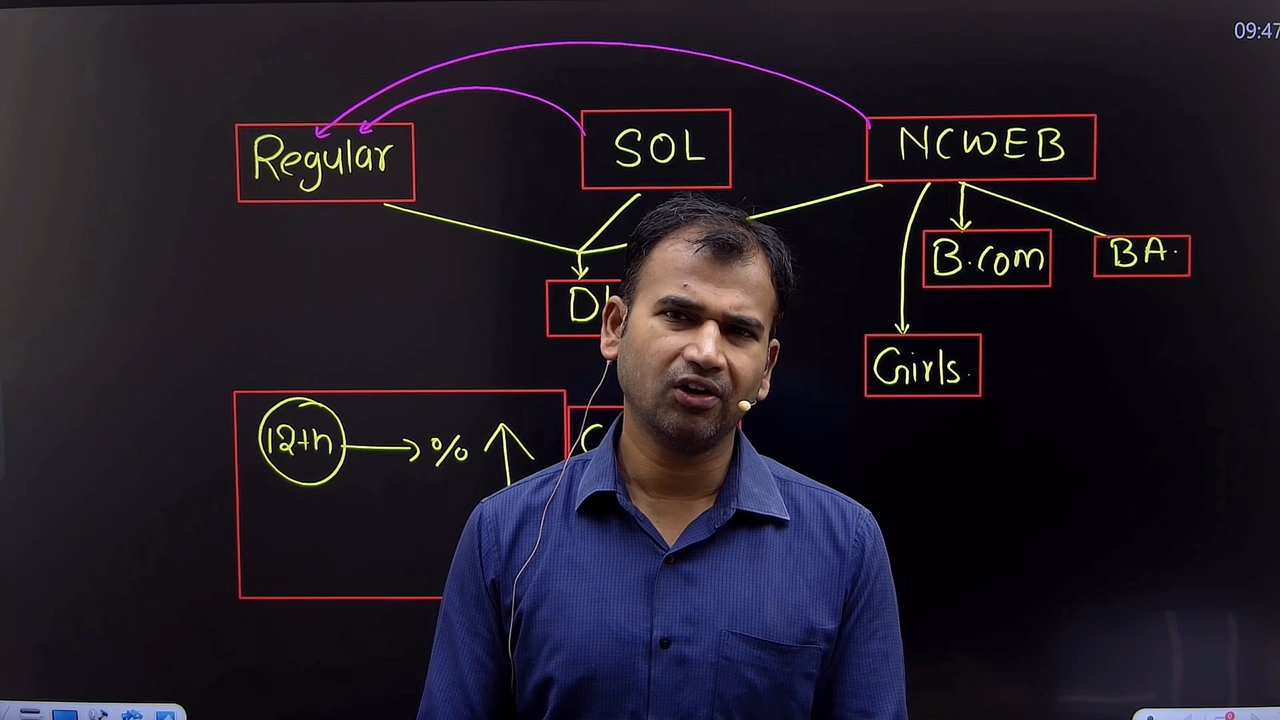 09:47
Regular
SOL
NCWEB
B.com
BA.
Girls.
12th → % ↑